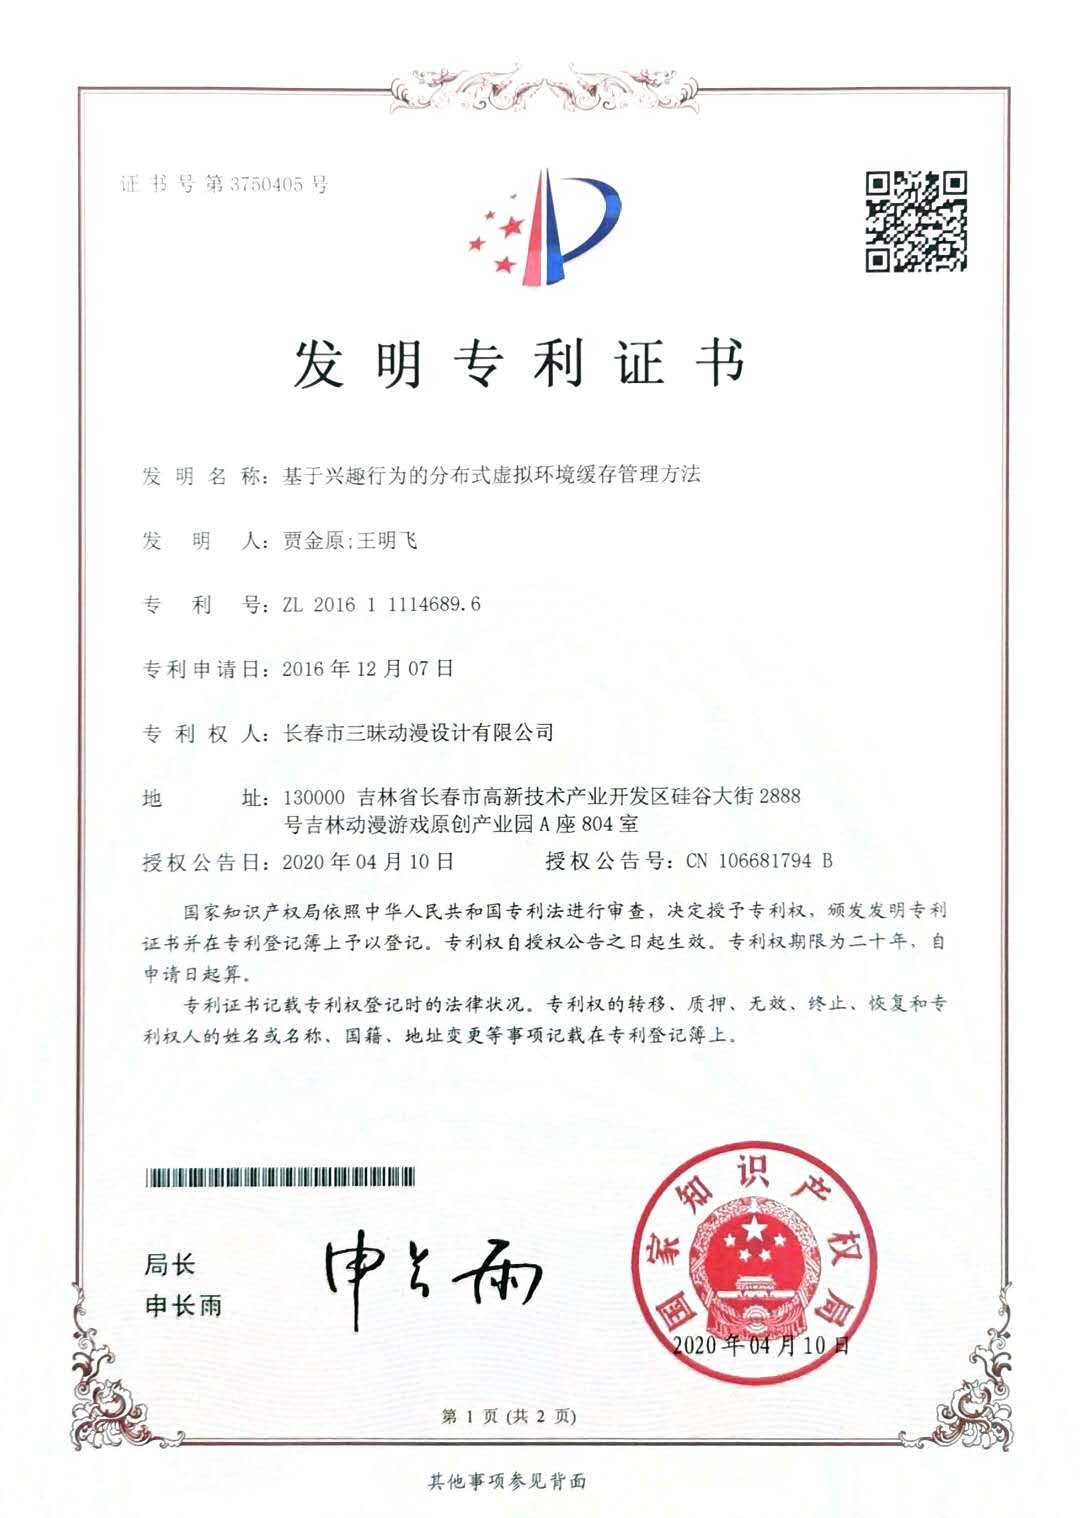 证书号第3750405号
发明专利证书
发明名称：基于兴趣行为的分布式虚拟环境缓存管理方法
发明人：贾金原;王明飞
专利号：ZL 2016 1 1114689.6
专利申请日：2016年12月07日
专利权人：长春市三昧动漫设计有限公司
地址：130000 吉林省长春市高新技术产业开发区硅谷大街2888
号吉林动漫游戏原创产业园A座804室
授权公告日：2020年04月10日 授权公告号：CN 106681794 B
国家知识产权局依照中华人民共和国专利法进行审查，决定授予专利权，颁发发明专利
证书并在专利登记簿上予以登记。专利权自授权公告之日起生效。专利权期限为二十年，自
申请日起算。
专利证书记载专利权登记时的法律状况。专利权的转移、质押、无效、终止、恢复和专
利权人的姓名或名称、国籍、地址变更等事项记载在专利登记簿上。
局长
申长雨
申长雨
国家知识产权局
2020年04月10日
第 1 页 (共 2 页)
其他事项参见背面